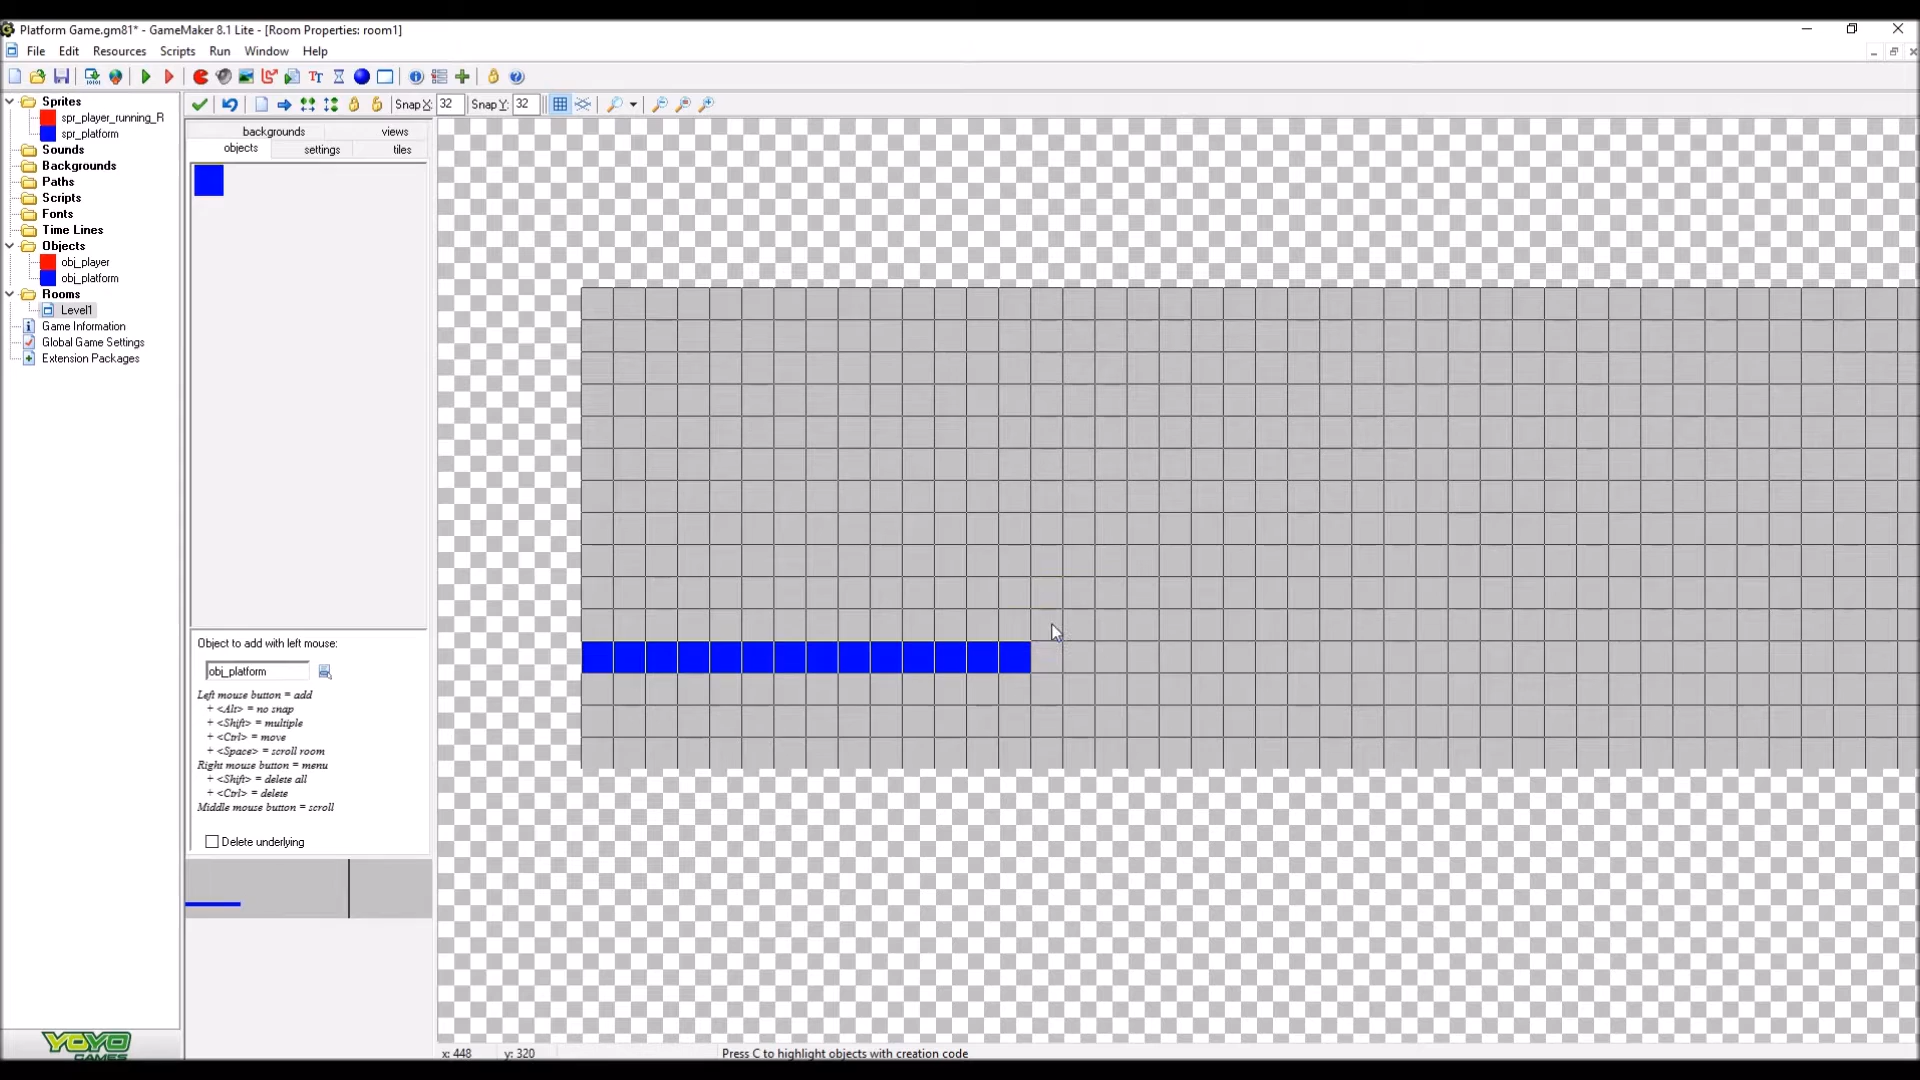 Platform Game.gm81* - GameMaker 8.1 Lite - [Room Properties: room1]
File Edit Resources Scripts Run Window Help
Snap X: 32 Snap Y: 32
Sprites
spr_player_running_R
spr_platform
Sounds
Backgrounds
Paths
Scripts
Fonts
Time Lines
Objects
obj_player
obj_platform
Rooms
Level1
Game Information
Global Game Settings
Extension Packages
backgrounds views
objects settings tiles
Object to add with left mouse:
obj_platform
Left mouse button = add
+ <Alt> = no snap
+ <Shift> = multiple
+ <Ctrl> = move
+ <Space> = scroll room
Right mouse button = menu
+ <Shift> = delete all
+ <Ctrl> = delete
Middle mouse button = scroll
Delete underlying
YOYO
GAMES
x: 448 y: 320 Press C to highlight objects with creation code